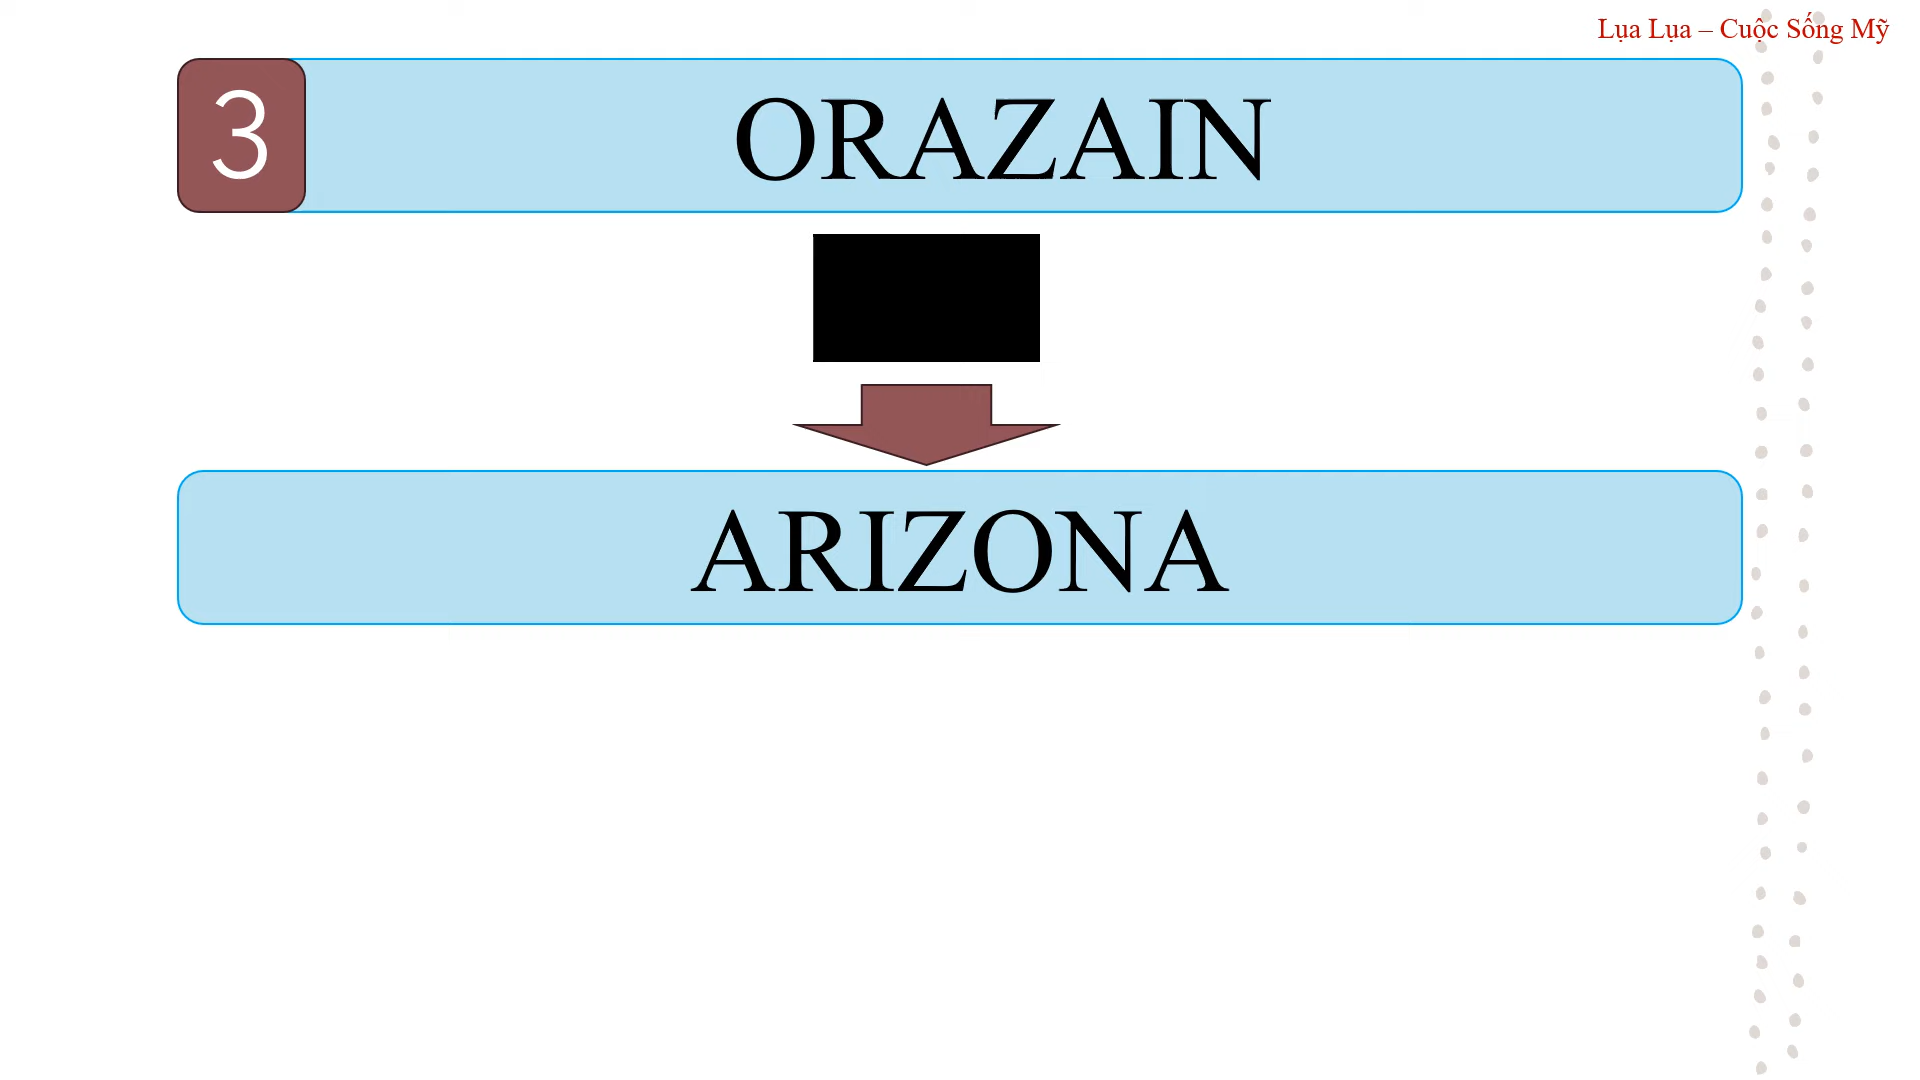 Lụa Lụa – Cuộc Sống Mỹ
3
ORAZAIN
ARIZONA